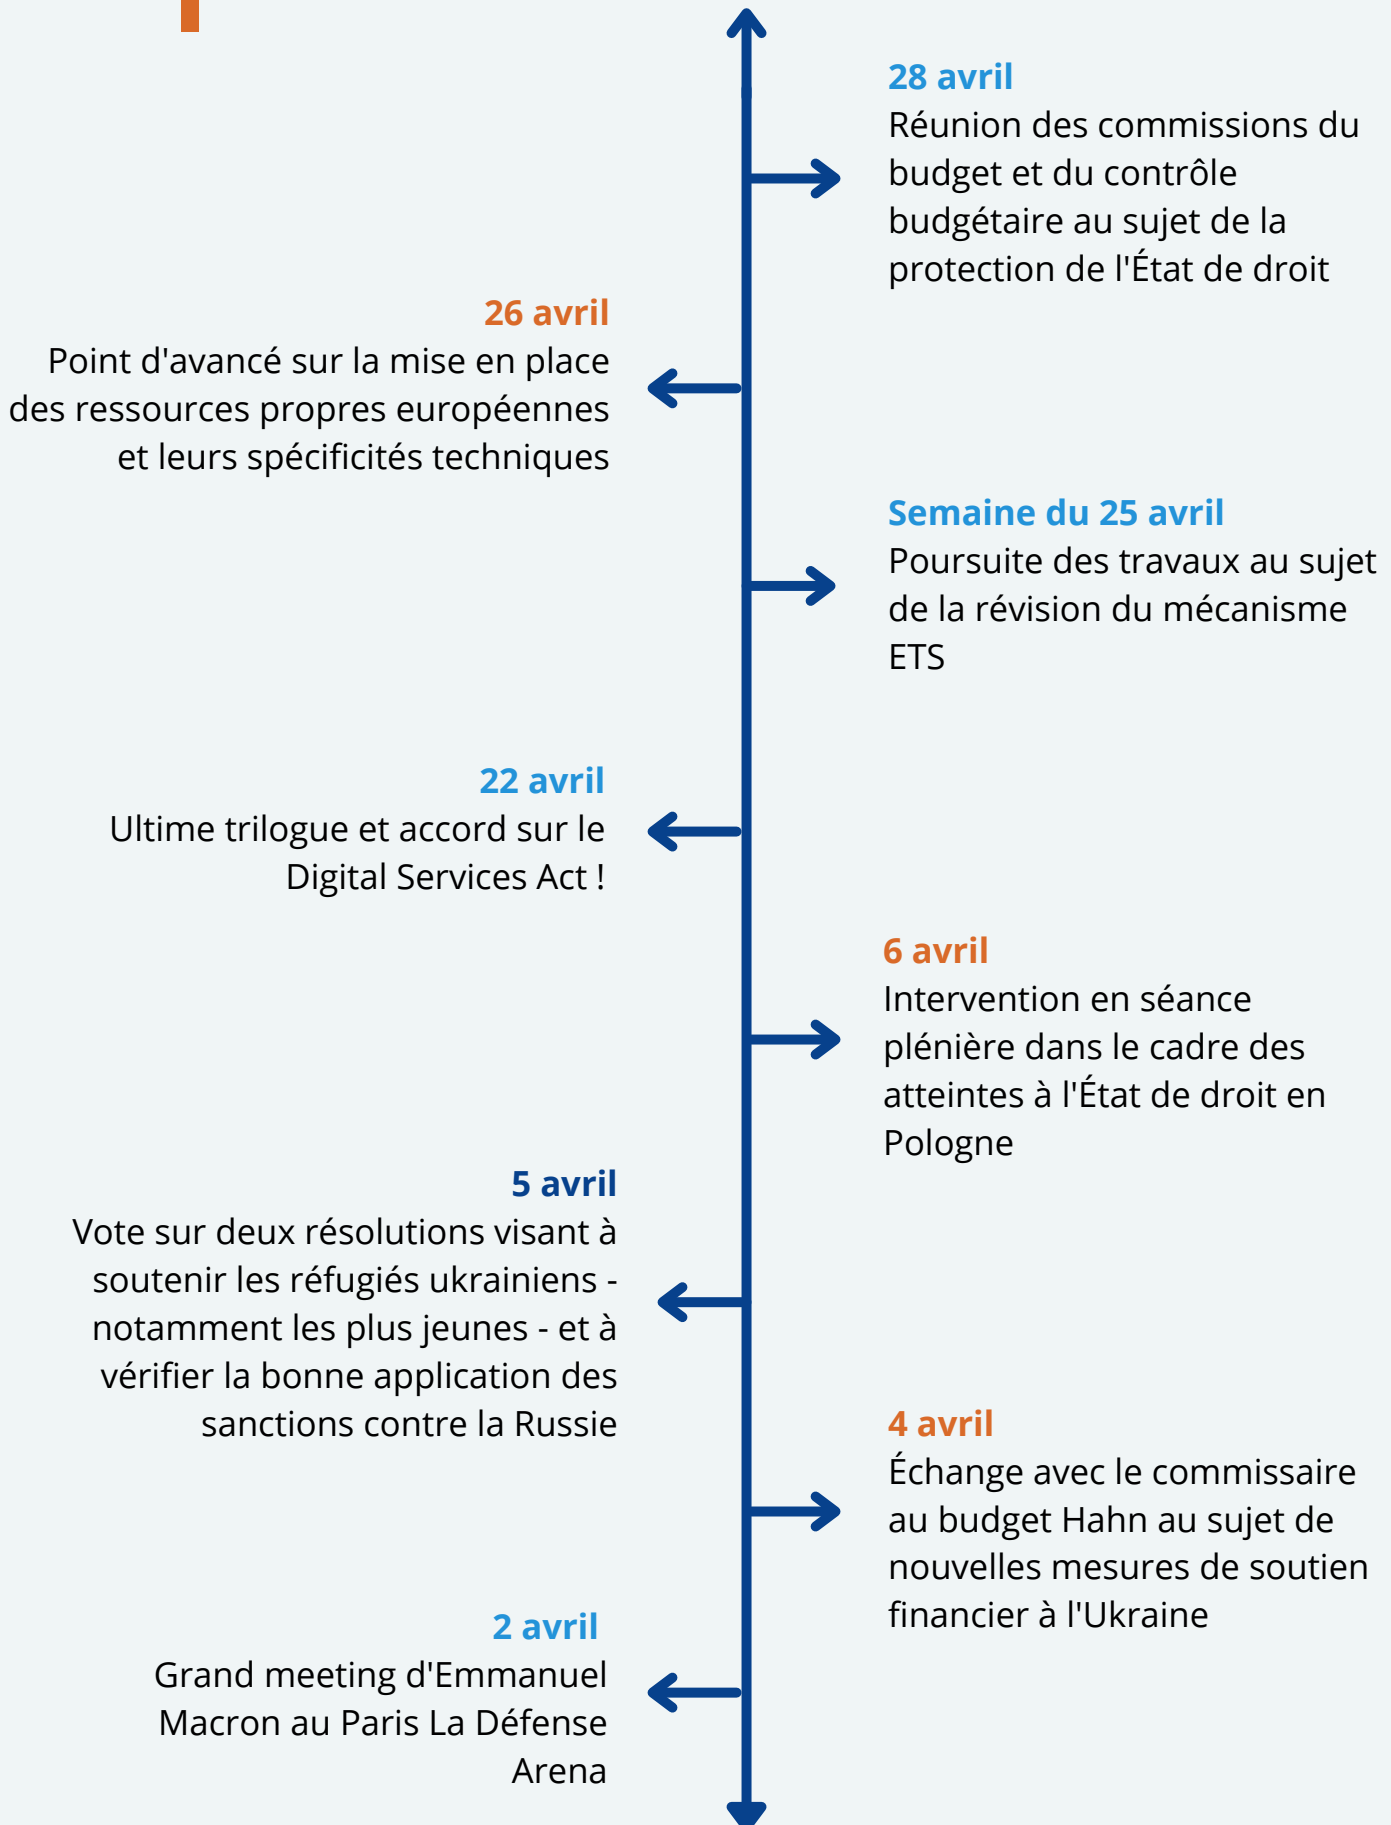 28 avril
Réunion des commissions du
budget et du contrôle
budgétaire au sujet de la
protection de l'État de droit
26 avril
Point d'avancé sur la mise en place
des ressources propres européennes
et leurs spécificités techniques
Semaine du 25 avril
Poursuite des travaux au sujet
de la révision du mécanisme
ETS
22 avril
Ultime trilogue et accord sur le
Digital Services Act !
6 avril
Intervention en séance
plénière dans le cadre des
atteintes à l'État de droit en
Pologne
5 avril
Vote sur deux résolutions visant à
soutenir les réfugiés ukrainiens -
notamment les plus jeunes - et à
vérifier la bonne application des
sanctions contre la Russie
4 avril
Échange avec le commissaire
au budget Hahn au sujet de
nouvelles mesures de soutien
financier à l'Ukraine
2 avril
Grand meeting d'Emmanuel
Macron au Paris La Défense
Arena